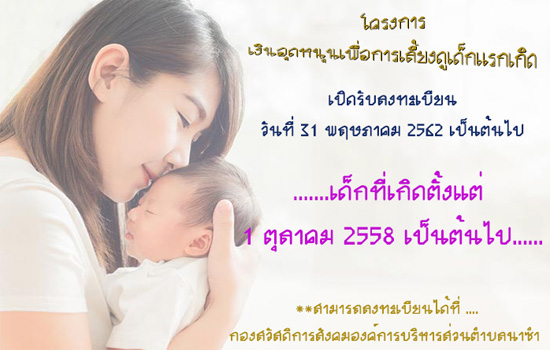 โครงการ
เงินอุดหนุนเพื่อการเลี้ยงดูเด็กแรกเกิด
เปิดรับลงทะเบียน
วันที่ 31 พฤษภาคม 2562 เป็นต้นไป
.......เด็กที่เกิดตั้งแต่
1 ตุลาคม 2558 เป็นต้นไป......
**สามารถลงทะเบียนได้ที่ ....
กองสวัสดิการสังคมองค์การบริหารส่วนตำบลนาซำ